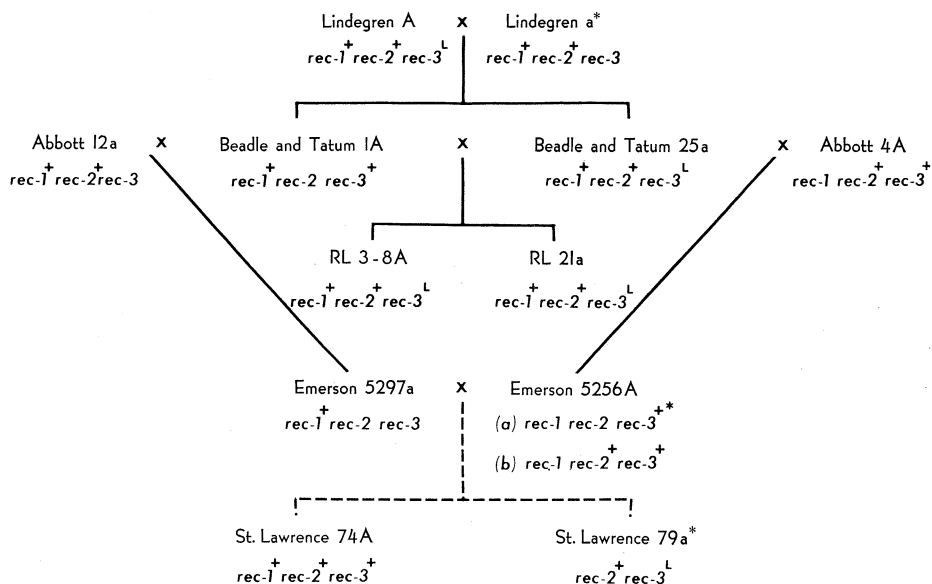 Lindegren A x Lindegren a*
rec-1+ rec-2+ rec-3L rec-1+ rec-2+ rec-3
Abbott 12a x Beadle and Tatum 1A x Beadle and Tatum 25a x Abbott 4A
rec-1+ rec-2+ rec-3 rec-1+ rec-2 rec-3+ rec-1+ rec-2+ rec-3L rec-1 rec-2+ rec-3+
RL 3-8A RL 21a
rec-1+ rec-2+ rec-3L rec-1+ rec-2+ rec-3L
Emerson 5297a x Emerson 5256A
rec-1+ rec-2 rec-3 (a) rec-1 rec-2 rec-3+*
(b) rec-1 rec-2+ rec-3+
St. Lawrence 74A St. Lawrence 79a*
rec-1+ rec-2+ rec-3+ rec-2+ rec-3L